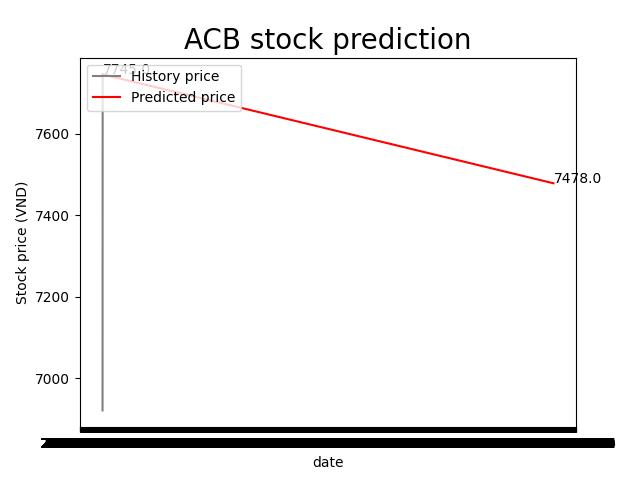 ACB stock prediction
7745.0
History price
Predicted price
7600
7478.0
7400
7200
7000
Stock price (VND)
date